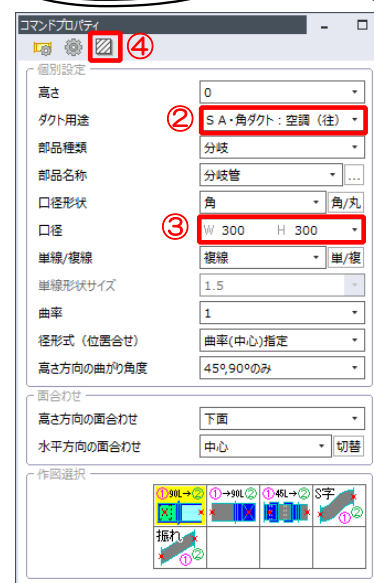 コマンドプロパティ
④
個別設定
高さ 0
ダクト用途 ② SA・角ダクト：空調（往）
部品種類 分岐
部品名称 分岐管 ...
口径形状 角 角/丸
口径 ③ W 300 H 300
単線/複線 複線 単/複
単線形状サイズ 1.5
曲率 1
径形式（位置合せ） 曲率(中心)指定
高さ方向の曲がり角度 45º,90ºのみ
面合わせ
高さ方向の面合わせ 下面
水平方向の面合わせ 中心 切替
作図選択
①90L→② ①→90L② ①45L→② S字 ①②
振れ ①②